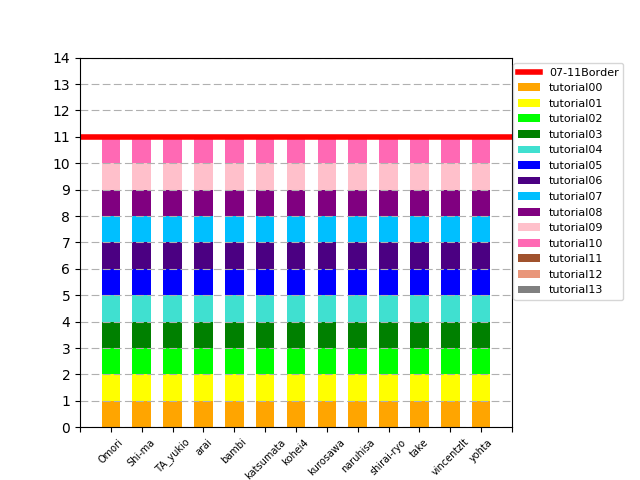 14
13
12
11
10
9
8
7
6
5
4
3
2
1
0
Omori
Shi-ma
TA_yukio
arai
bambi
katsumata
kohei4
kurosawa
naruhisa
shirai-ryo
take
vincentzlt
yohta
07-11Border
tutorial00
tutorial01
tutorial02
tutorial03
tutorial04
tutorial05
tutorial06
tutorial07
tutorial08
tutorial09
tutorial10
tutorial11
tutorial12
tutorial13